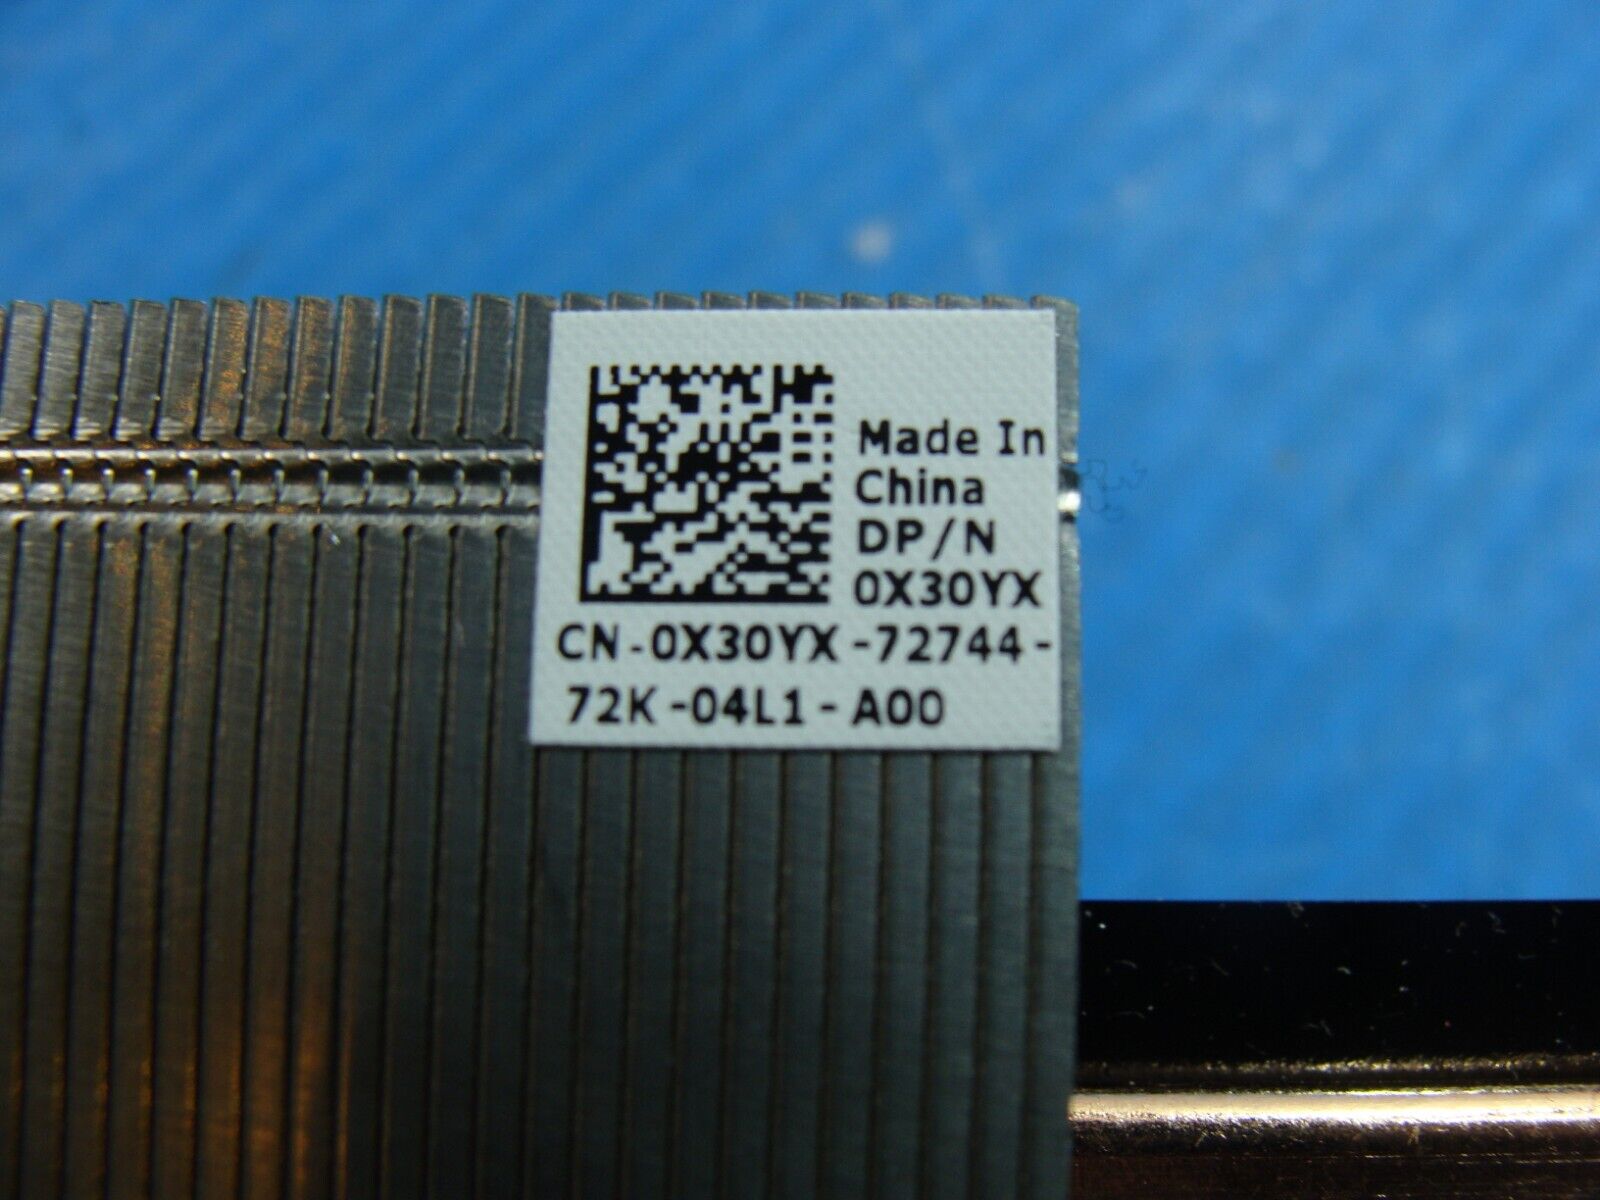 Made In
China
DP/N
0X30YX
CN-0X30YX-72744-
72K-04L1-A00